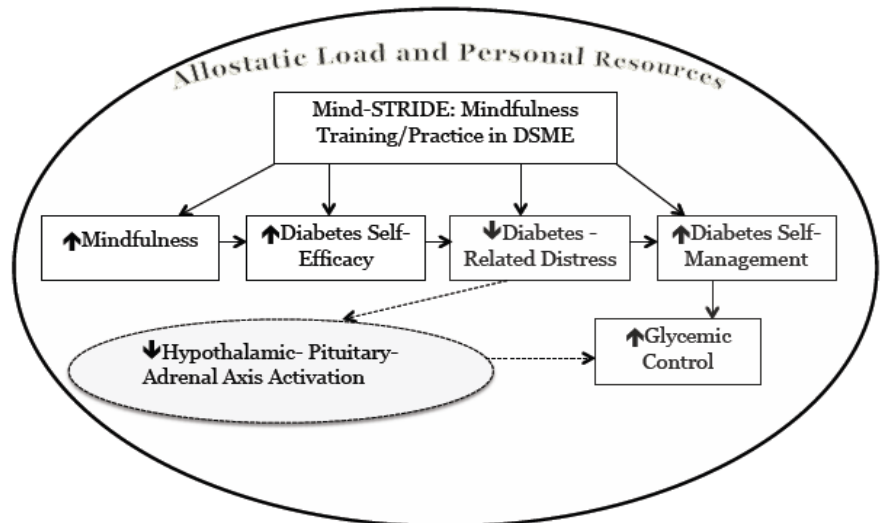 Allostatic Load and Personal Resources
Mind-STRIDE: Mindfulness
Training/Practice in DSME
↑Mindfulness
↑Diabetes Self-
Efficacy
↓Diabetes -
Related Distress
↑Diabetes Self-
Management
↓Hypothalamic- Pituitary-
Adrenal Axis Activation
↑Glycemic
Control